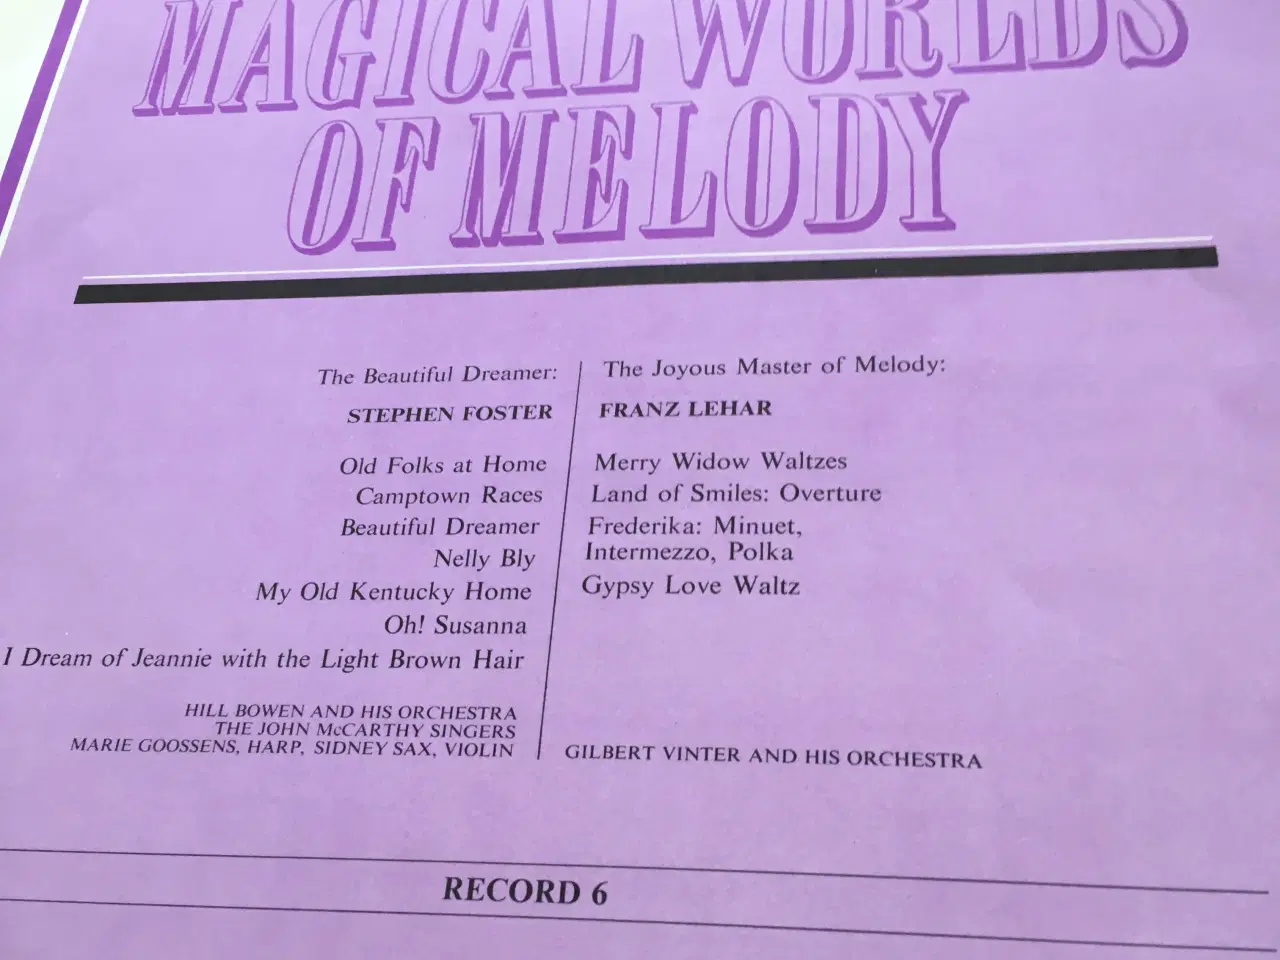 MAGICAL WORLDS
OF MELODY
The Beautiful Dreamer:
STEPHEN FOSTER
Old Folks at Home
Camptown Races
Beautiful Dreamer
Nelly Bly
My Old Kentucky Home
Oh! Susanna
I Dream of Jeannie with the Light Brown Hair
HILL BOWEN AND HIS ORCHESTRA
THE JOHN McCARTHY SINGERS
MARIE GOOSSENS, HARP, SIDNEY SAX, VIOLIN
The Joyous Master of Melody:
FRANZ LEHAR
Merry Widow Waltzes
Land of Smiles: Overture
Frederika: Minuet,
Intermezzo, Polka
Gypsy Love Waltz
GILBERT VINTER AND HIS ORCHESTRA
RECORD 6